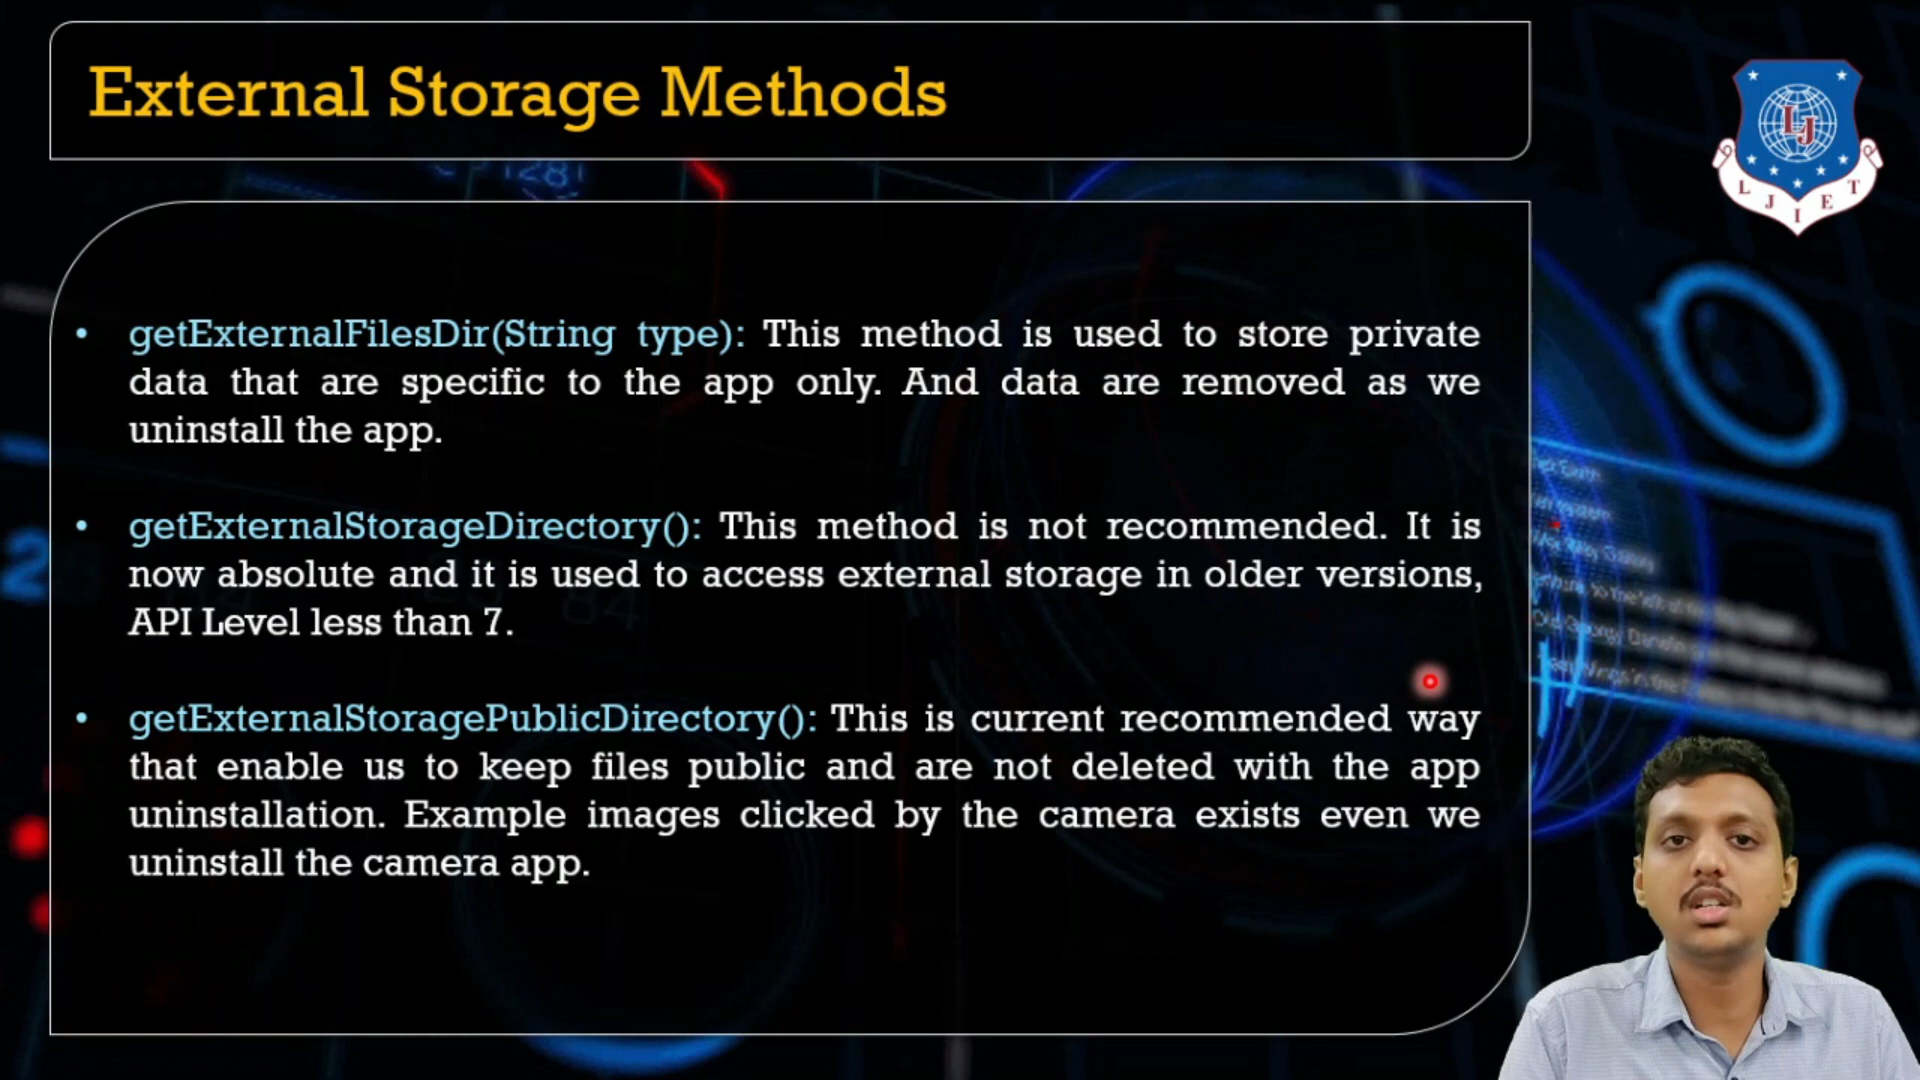 External Storage Methods
LJ
L J I E T
1281
• getExternalFilesDir(String type): This method is used to store private
data that are specific to the app only. And data are removed as we
uninstall the app.
• getExternalStorageDirectory(): This method is not recommended. It is
now absolute and it is used to access external storage in older versions,
API Level less than 7.
• getExternalStoragePublicDirectory(): This is current recommended way
that enable us to keep files public and are not deleted with the app
uninstallation. Example images clicked by the camera exists even we
uninstall the camera app.